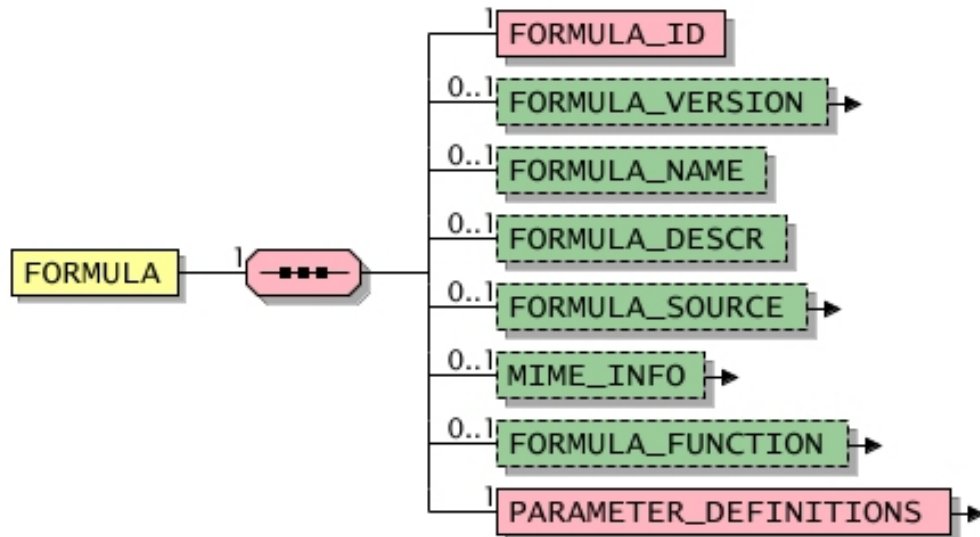 1 FORMULA_ID
0..1 FORMULA_VERSION
0..1 FORMULA_NAME
0..1 FORMULA_DESCR
FORMULA 1
0..1 FORMULA_SOURCE
0..1 MIME_INFO
0..1 FORMULA_FUNCTION
1 PARAMETER_DEFINITIONS